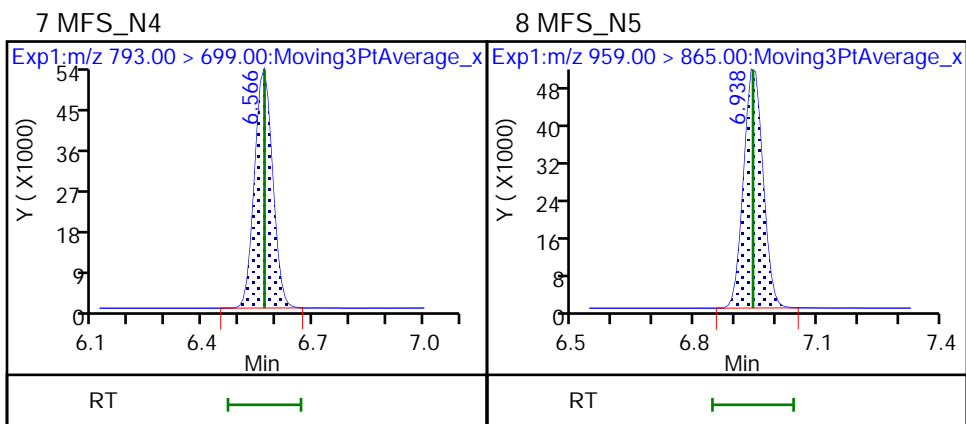 7 MFS_N4
Exp1:m/z 793.00 > 699.00:Moving3PtAverage_x
6.566
Y ( X1000)
54
45
36
27
18
9
0
6.1 6.4 6.7 7.0
Min
RT
8 MFS_N5
Exp1:m/z 959.00 > 865.00:Moving3PtAverage_x
6.938
Y ( X1000)
48
40
32
24
16
8
0
6.5 6.8 7.1 7.4
Min
RT